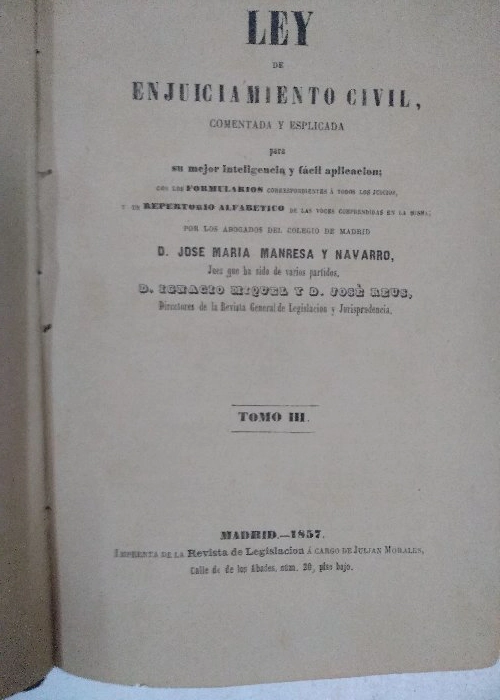 LEY
DE
ENJUICIAMIENTO CIVIL,
COMENTADA Y ESPLICADA
para
su mejor inteligencia y fácil aplicacion;
CON LOS FORMULARIOS CORRESPONDIENTES Á TODOS LOS JUICIOS,
Y UN REPERTORIO ALFABETICO DE LAS VOCES COMPRENDIDAS EN LA MISMA;
POR LOS ABOGADOS DEL COLEGIO DE MADRID
D. JOSE MARIA MANRESA Y NAVARRO,
Juez que ha sido de varios partidos,
D. IGNACIO MIQUEL Y D. JOSÈ REUS,
Directores de la Revista General de Legislacion y Jurisprudencia.
TOMO III.
MADRID.—1857.
IMPRENTA DE LA Revista de Legislacion Á CARGO DE JULIAN MORALES,
Calle de de los Abades, núm. 20, piso bajo.